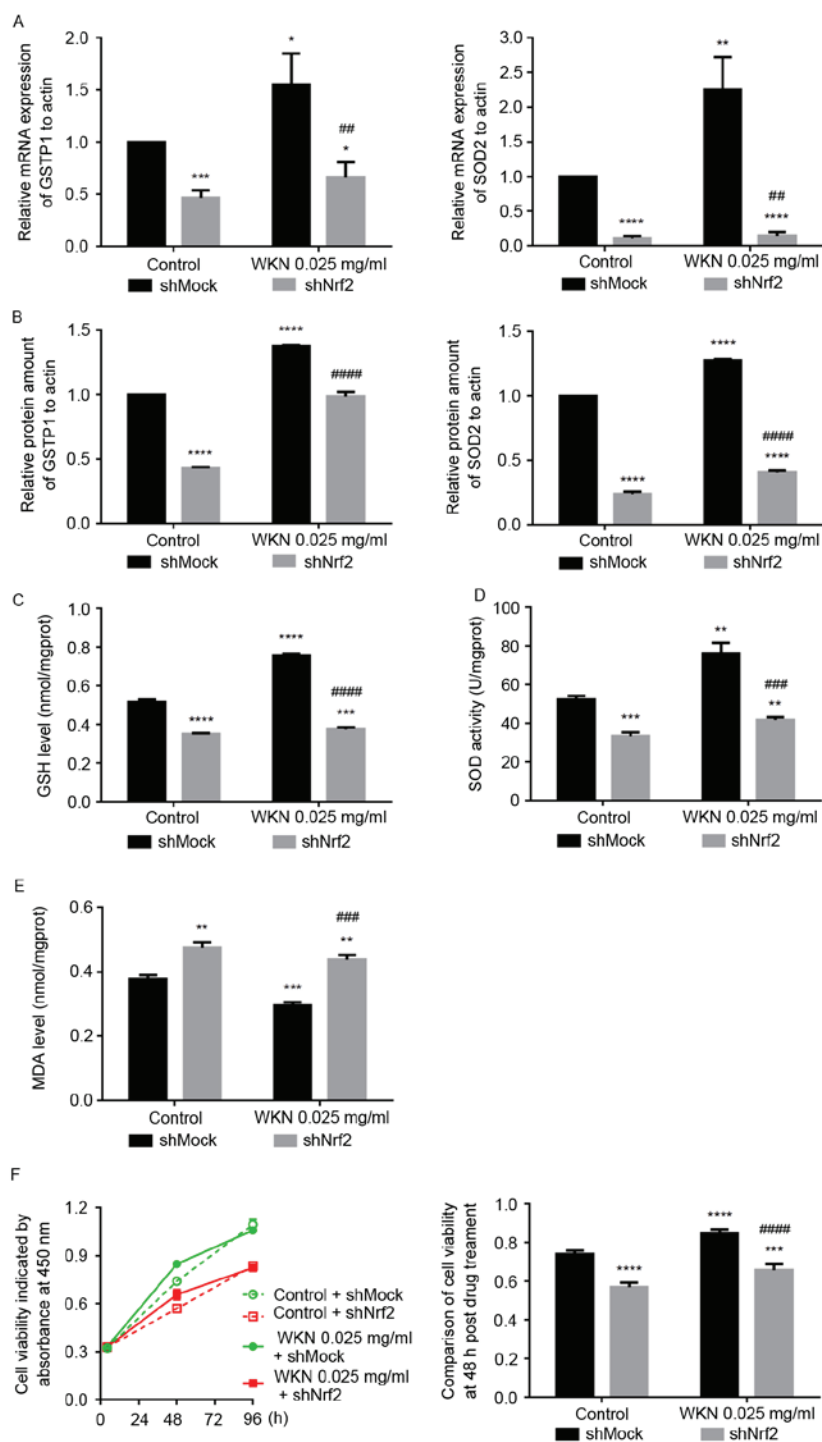 A
Relative mRNA expression
of GSTP1 to actin
2.0
1.5
1.0
0.5
0.0
***
*
##
*
Control
WKN 0.025 mg/ml
shMock
shNrf2
Relative mRNA expression
of SOD2 to actin
3.0
2.5
2.0
1.5
1.0
0.5
0.0
****
**
##
****
Control
WKN 0.025 mg/ml
shMock
shNrf2
B
Relative protein amount
of GSTP1 to actin
1.5
1.0
0.5
0.0
****
****
####
Control
WKN 0.025 mg/ml
shMock
shNrf2
Relative protein amount
of SOD2 to actin
1.5
1.0
0.5
0.0
****
****
####
****
Control
WKN 0.025 mg/ml
shMock
shNrf2
C
GSH level (nmol/mgprot)
0.8
0.6
0.4
0.2
0.0
****
****
####
***
Control
WKN 0.025 mg/ml
shMock
shNrf2
D
SOD activity (U/mgprot)
100
80
60
40
20
0
***
**
###
**
Control
WKN 0.025 mg/ml
shMock
shNrf2
E
MDA level (nmol/mgprot)
0.6
0.4
0.2
0.0
**
***
###
**
Control
WKN 0.025 mg/ml
shMock
shNrf2
F
Cell viability indicated by
absorbance at 450 nm
1.2
0.9
0.6
0.3
0.0
0
24
48
72
96
(h)
Control + shMock
Control + shNrf2
WKN 0.025 mg/ml
+ shMock
WKN 0.025 mg/ml
+ shNrf2
Comparison of cell viability
at 48 h post drug treament
1.0
0.8
0.6
0.4
0.2
0.0
****
****
####
***
Control
WKN 0.025 mg/ml
shMock
shNrf2